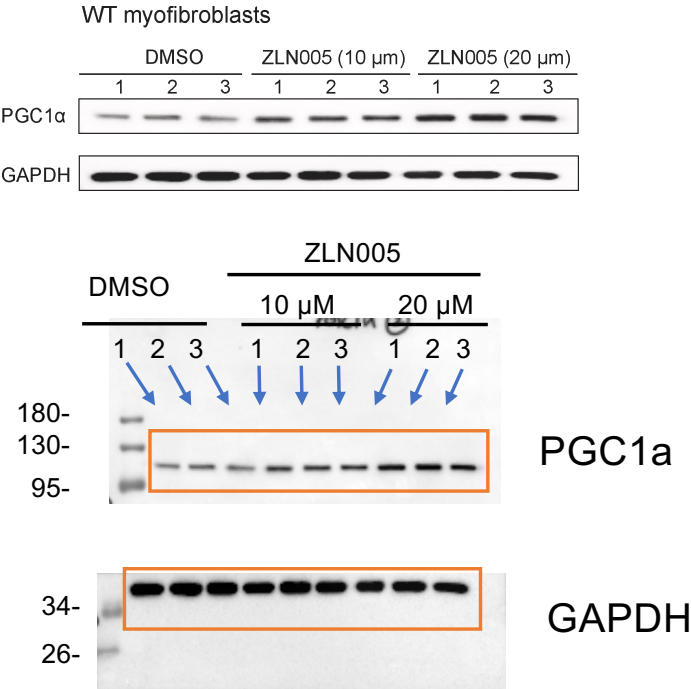 WT myofibroblasts
DMSO ZLN005 (10 µm) ZLN005 (20 µm)
1 2 3 1 2 3 1 2 3
PGC1α
GAPDH
ZLN005
DMSO
10 µM 20 µM
1 2 3 1 2 3 1 2 3
180-
130-
95-
PGC1a
34-
26-
GAPDH